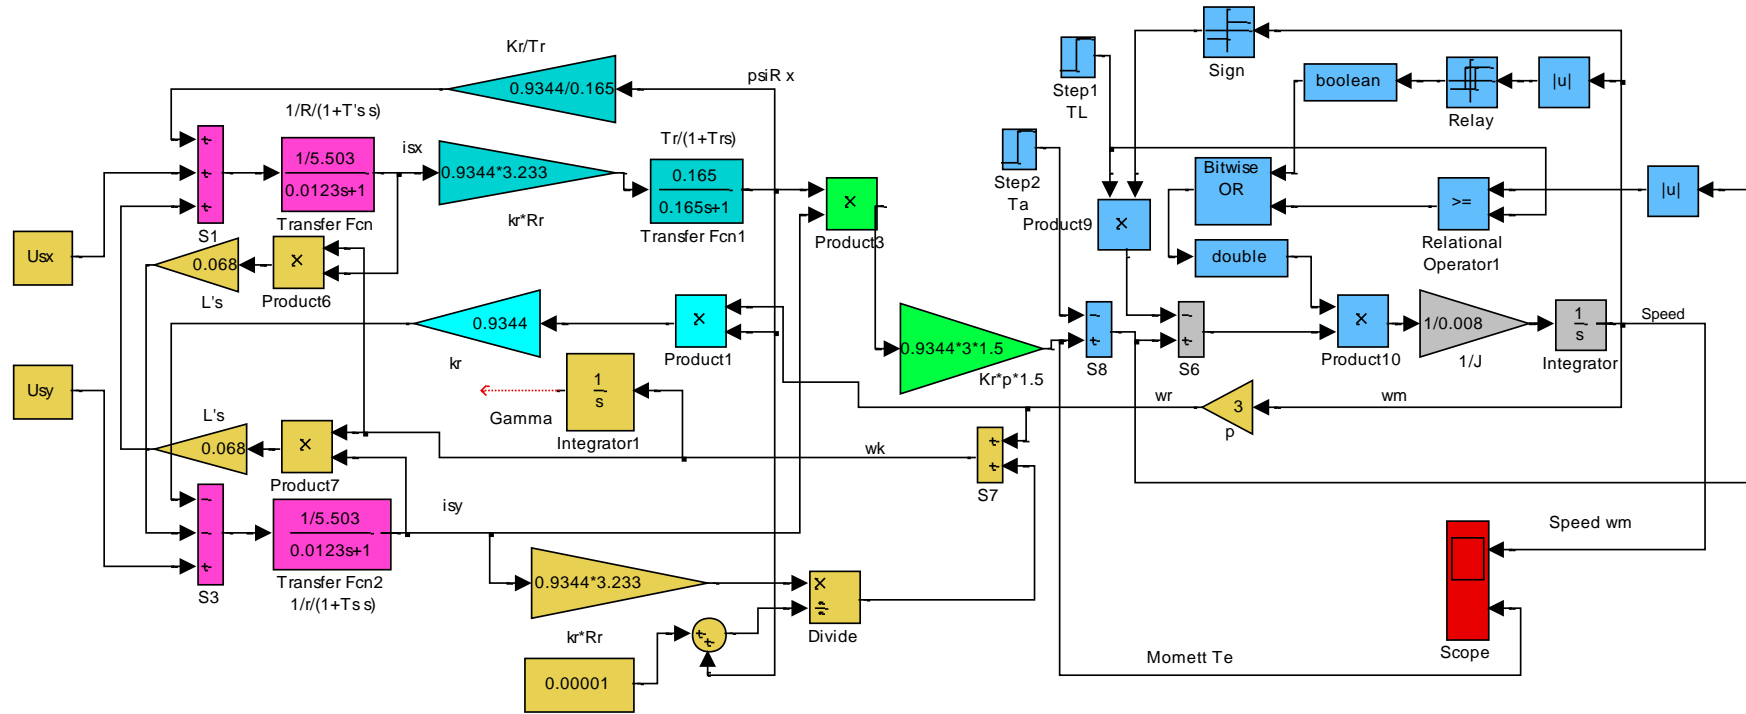 Kr/Tr
0.9344/0.165
psiR x
1/R/(1+T's s)
1/5.503
0.0123s+1
Transfer Fcn
isx
0.9344*3.233
kr*Rr
Tr/(1+Trs)
0.165
0.165s+1
Transfer Fcn1
S1
Usx
0.068
L's
×
Product6
×
Product3
0.9344
kr
×
Product1
Usy
Gamma
1
s
Integrator1
L's
0.068
×
Product7
wk
S3
1/5.503
0.0123s+1
Transfer Fcn2
1/r/(1+Ts s)
isy
0.9344*3.233
kr*Rr
0.00001
×
÷
Divide
0.9344*3*1.5
Kr*p*1.5
Step1
TL
Step2
Ta
Sign
boolean
Relay
|u|
Bitwise
OR
>=
Relational
Operator1
|u|
×
Product9
double
S8
S6
×
Product10
1/0.008
1/J
1
s
Integrator
Speed
wr
3
p
wm
S7
Speed wm
Scope
Momett Te